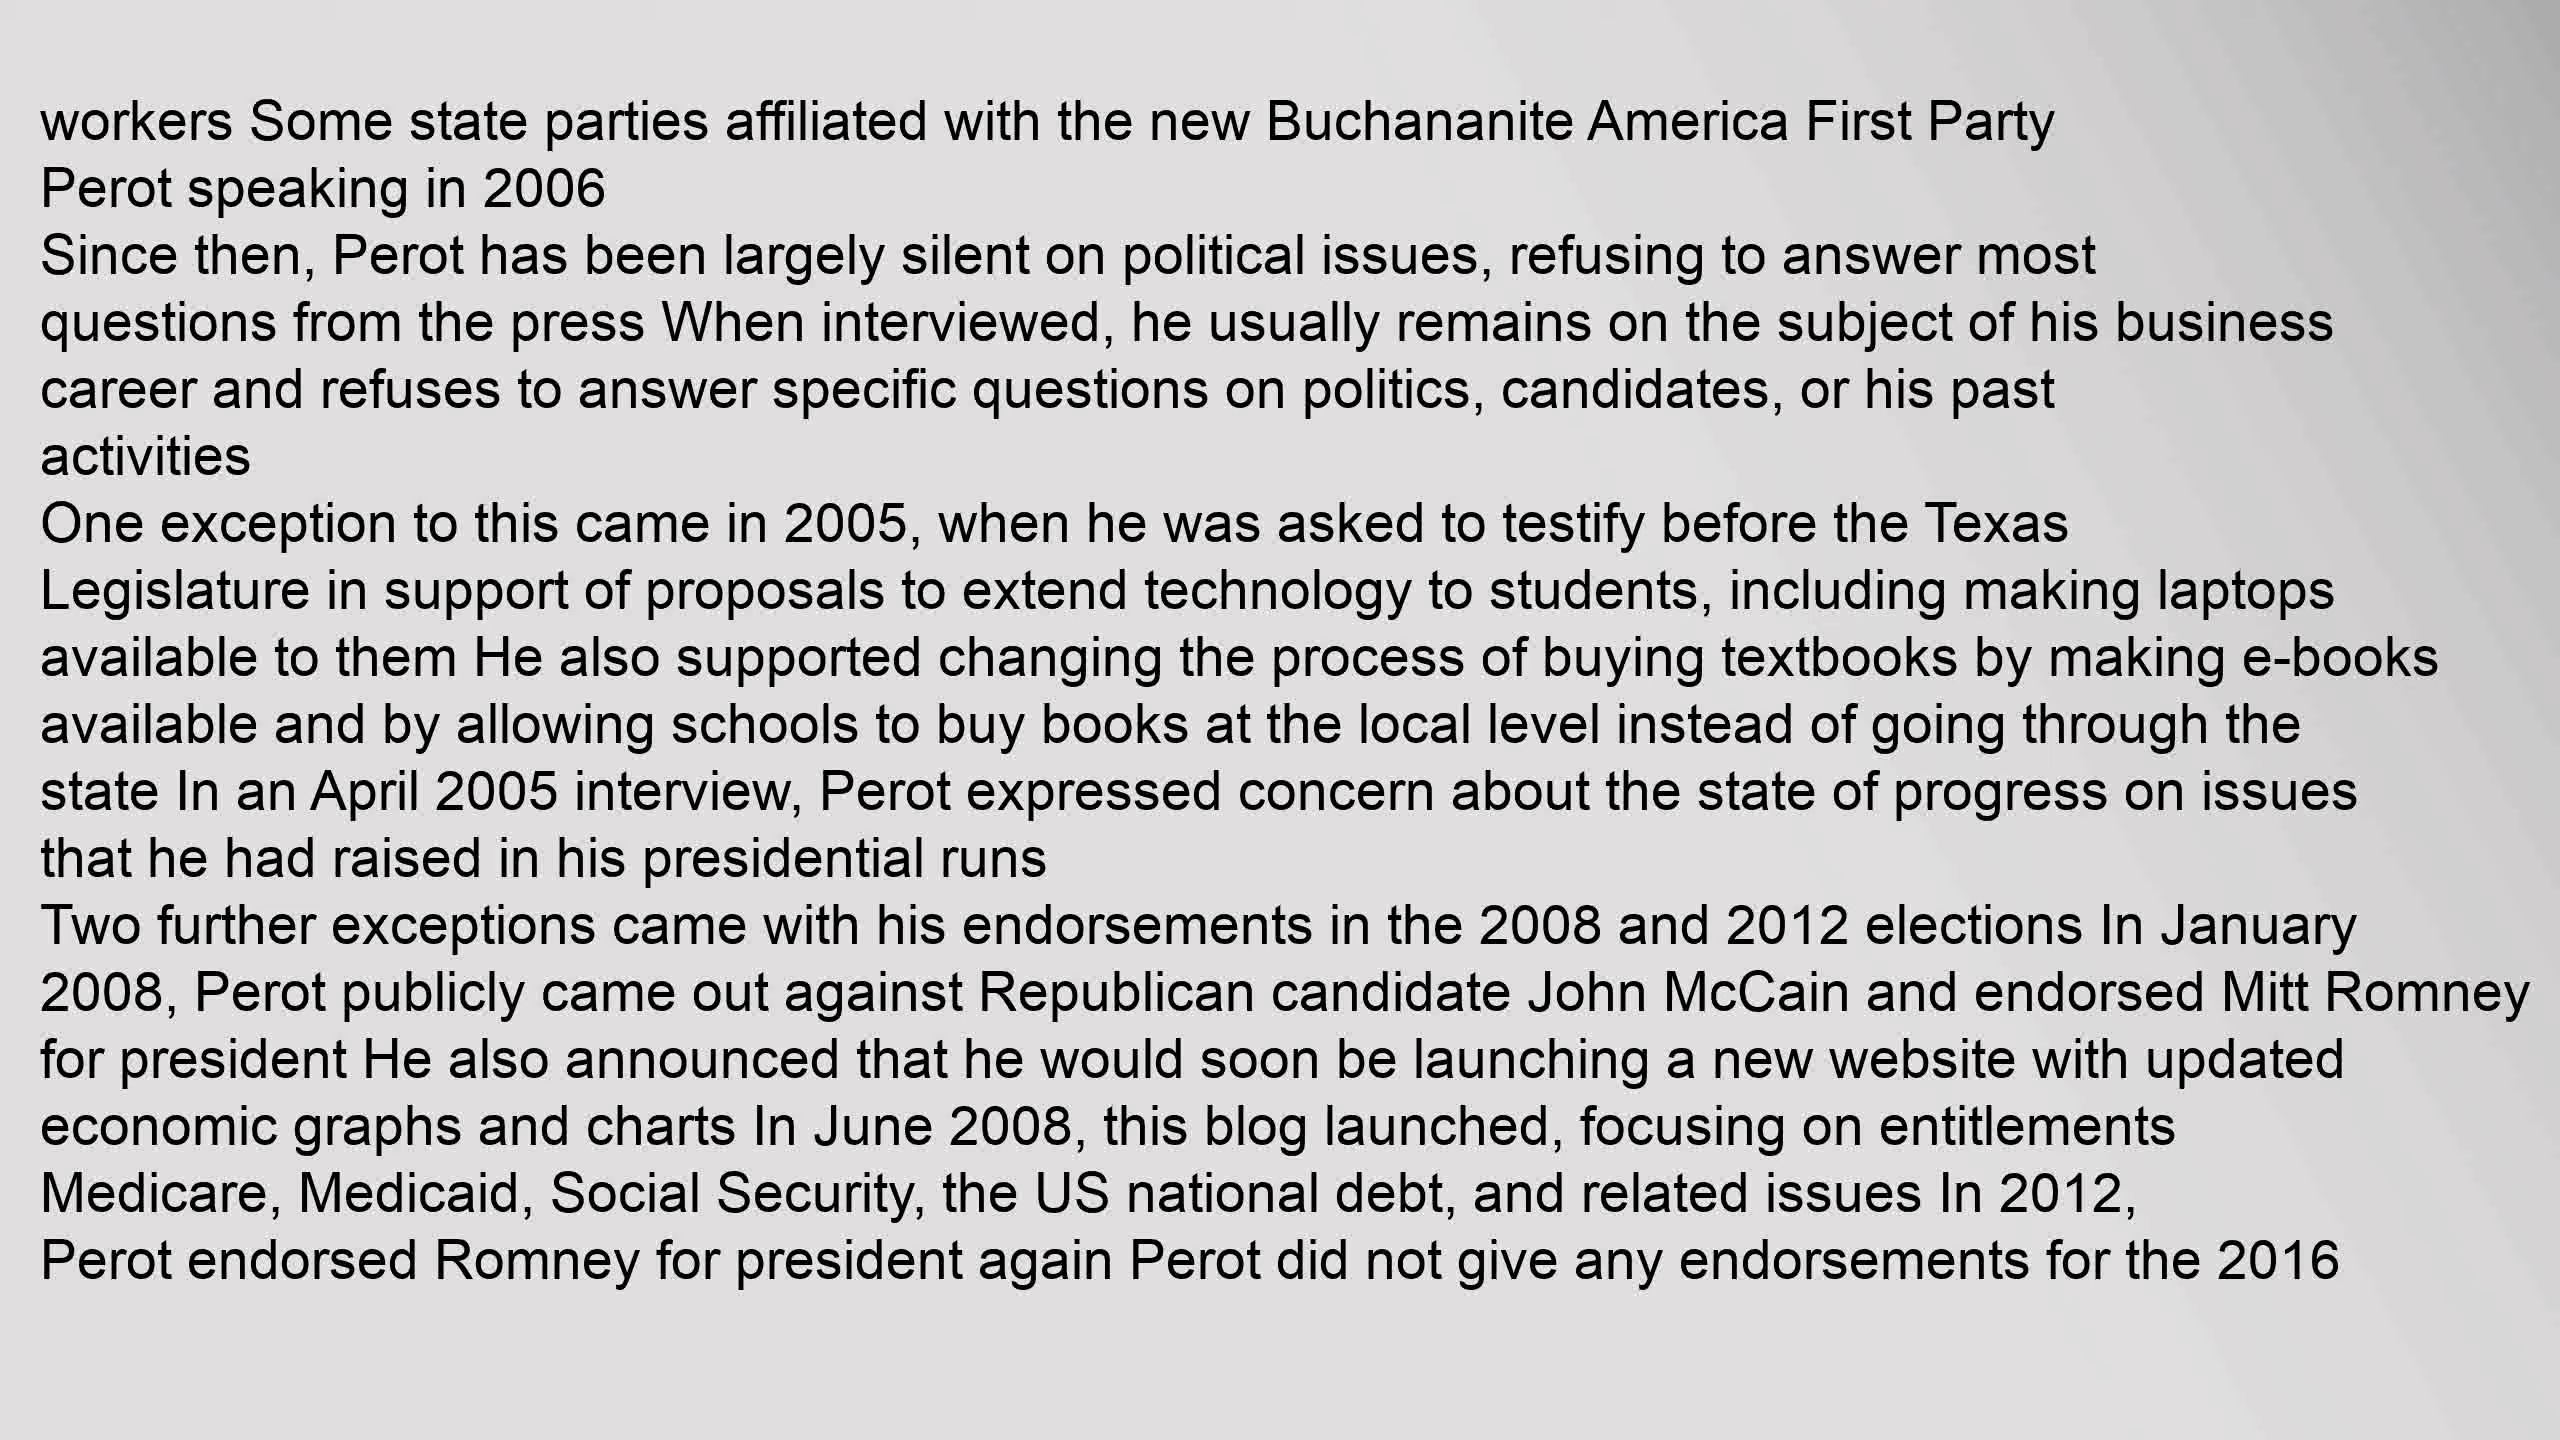 workers Some state parties affiliated with the new Buchananite America First Party
Perot speaking in 2006
Since then, Perot has been largely silent on political issues, refusing to answer most
questions from the press When interviewed, he usually remains on the subject of his business
career and refuses to answer specific questions on politics, candidates, or his past
activities
One exception to this came in 2005, when he was asked to testify before the Texas
Legislature in support of proposals to extend technology to students, including making laptops
available to them He also supported changing the process of buying textbooks by making e-books
available and by allowing schools to buy books at the local level instead of going through the
state In an April 2005 interview, Perot expressed concern about the state of progress on issues
that he had raised in his presidential runs
Two further exceptions came with his endorsements in the 2008 and 2012 elections In January
2008, Perot publicly came out against Republican candidate John McCain and endorsed Mitt Romney
for president He also announced that he would soon be launching a new website with updated
economic graphs and charts In June 2008, this blog launched, focusing on entitlements
Medicare, Medicaid, Social Security, the US national debt, and related issues In 2012,
Perot endorsed Romney for president again Perot did not give any endorsements for the 2016